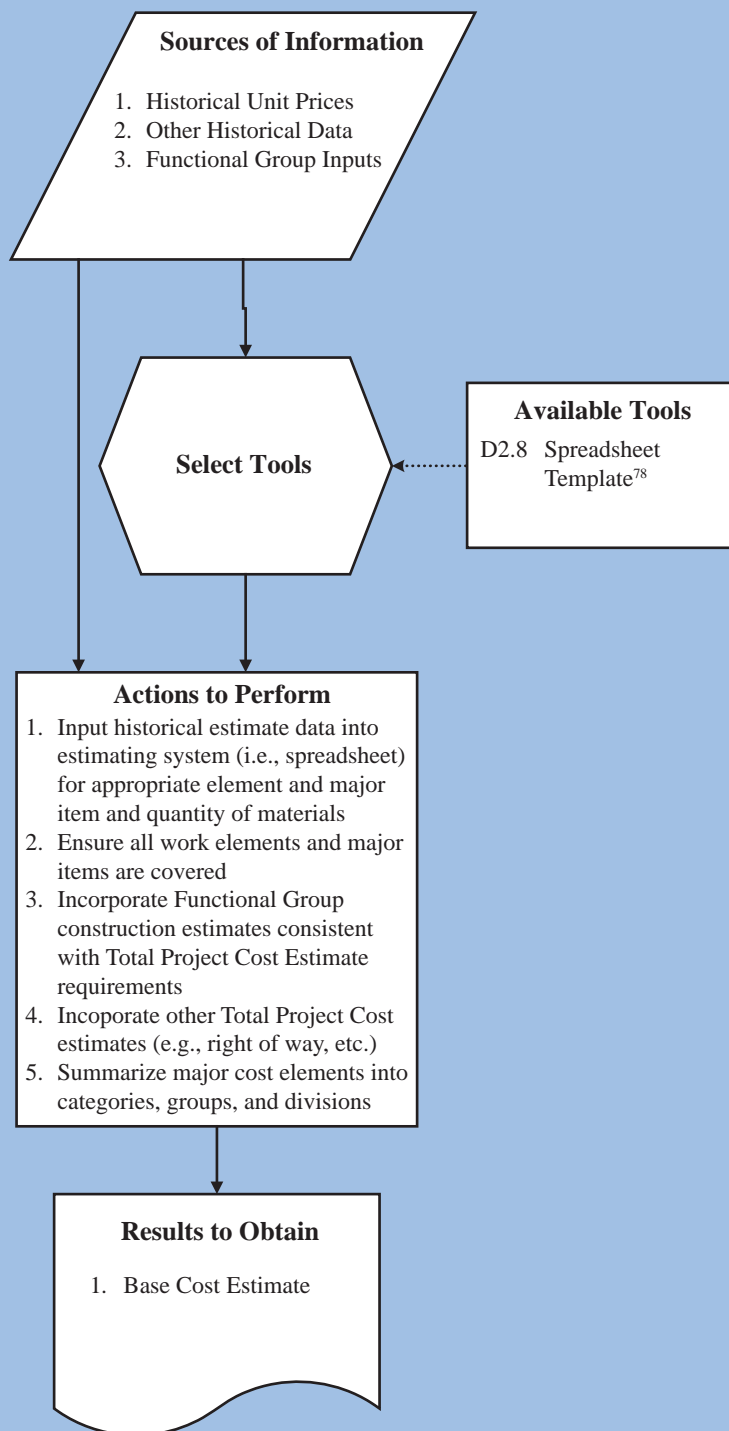 Sources of Information
1. Historical Unit Prices
2. Other Historical Data
3. Functional Group Inputs
Select Tools
Available Tools
D2.8 Spreadsheet
Template78
Actions to Perform
1. Input historical estimate data into
estimating system (i.e., spreadsheet)
for appropriate element and major
item and quantity of materials
2. Ensure all work elements and major
items are covered
3. Incorporate Functional Group
construction estimates consistent
with Total Project Cost Estimate
requirements
4. Incoporate other Total Project Cost
estimates (e.g., right of way, etc.)
5. Summarize major cost elements into
categories, groups, and divisions
Results to Obtain
1. Base Cost Estimate